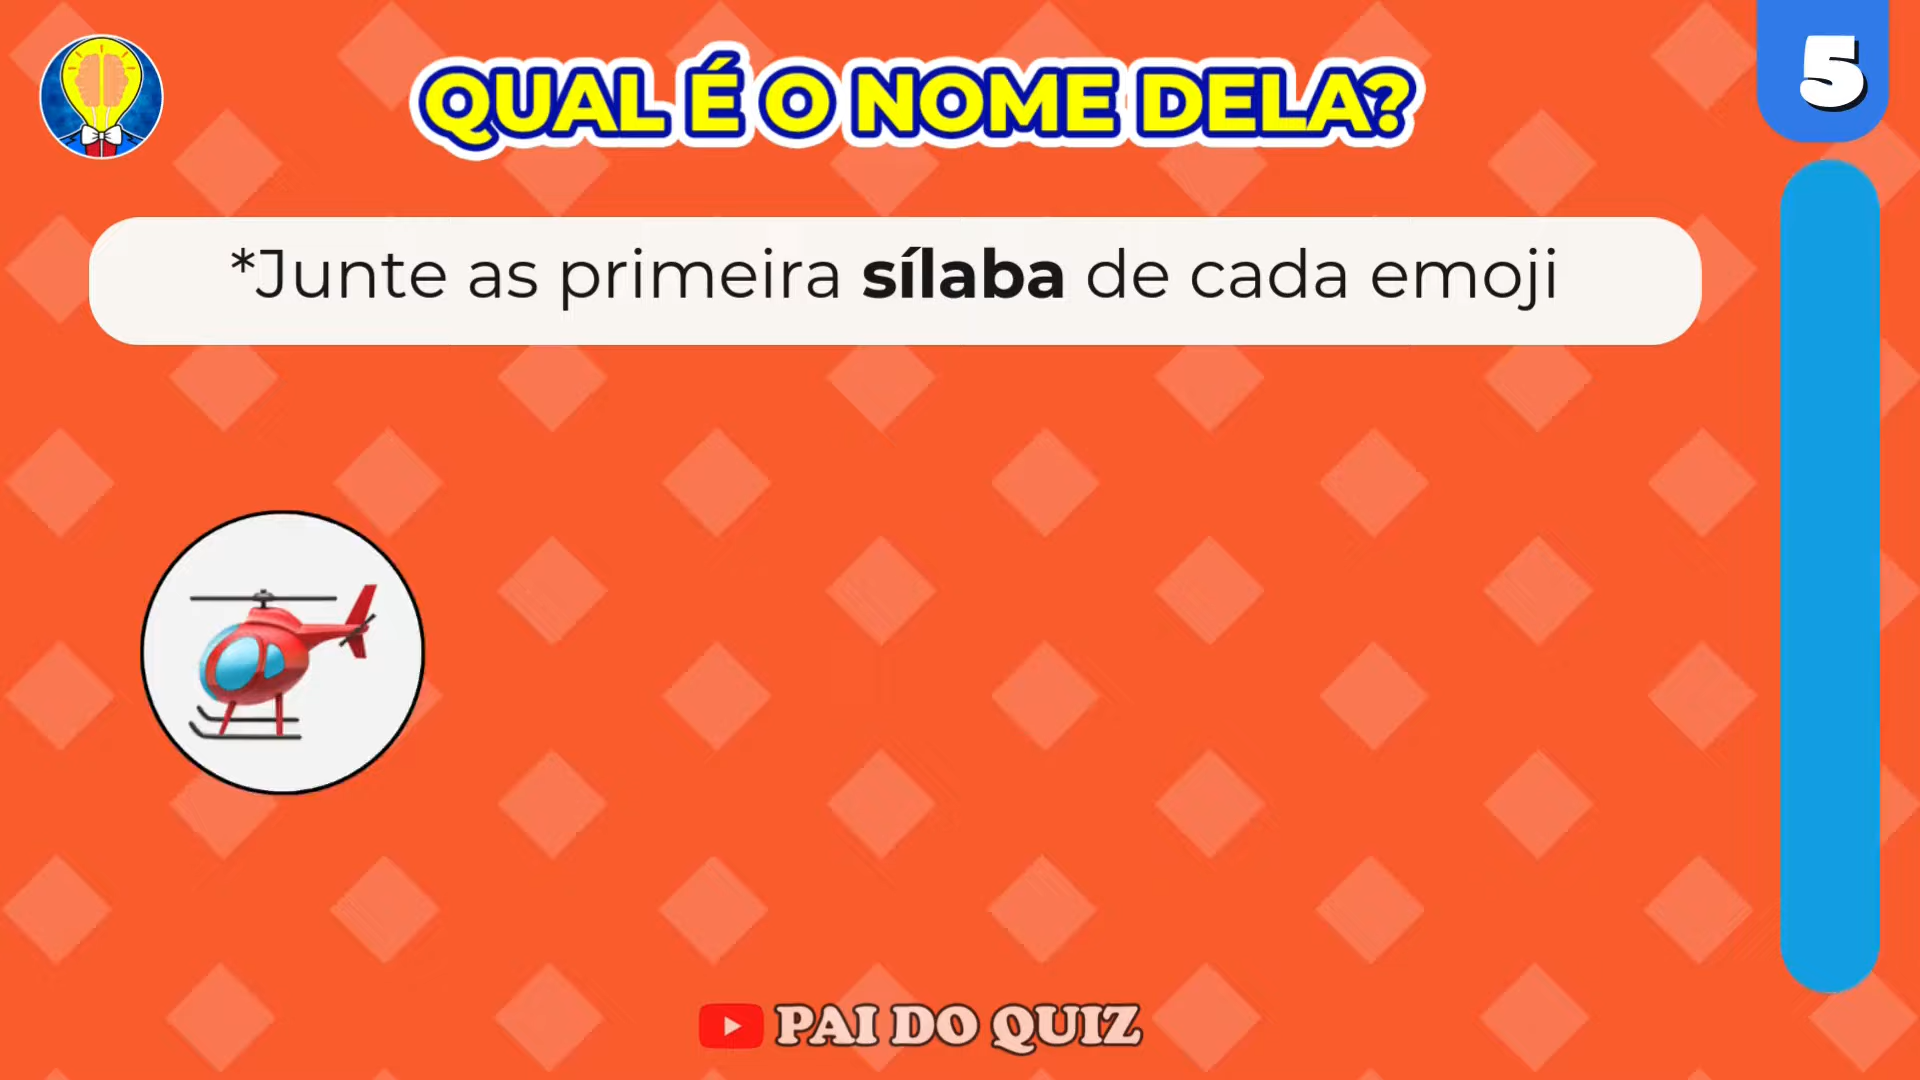 QUAL É O NOME DELA?
5
*Junte as primeira sílaba de cada emoji
PAI DO QUIZ